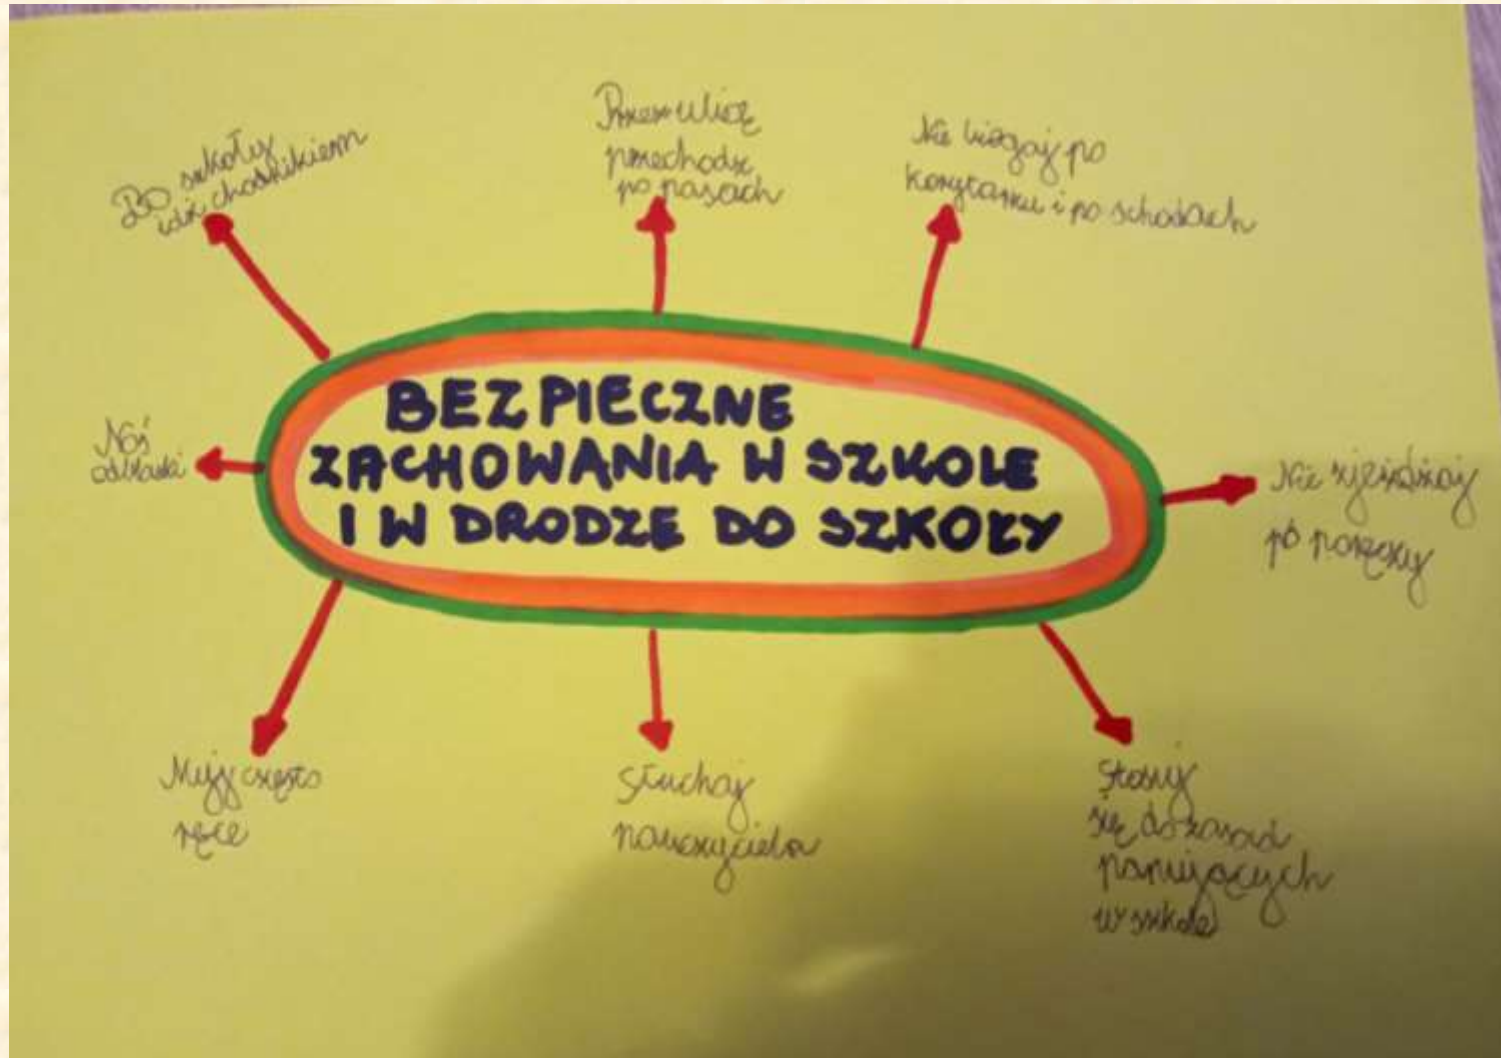 Do szkoły
idź chodnikiem
Przez ulicę
przechodź
po pasach
Nie biegaj po
korytarzu i po schodach
Noś
odblaski
BEZPIECZNE
ZACHOWANIA W SZKOLE
I W DRODZE DO SZKOŁY
Nie zjeżdżaj
po poręczy
Myj często
ręce
Słuchaj
nauczyciela
Stosuj
się do zasad
panujących
w szkole